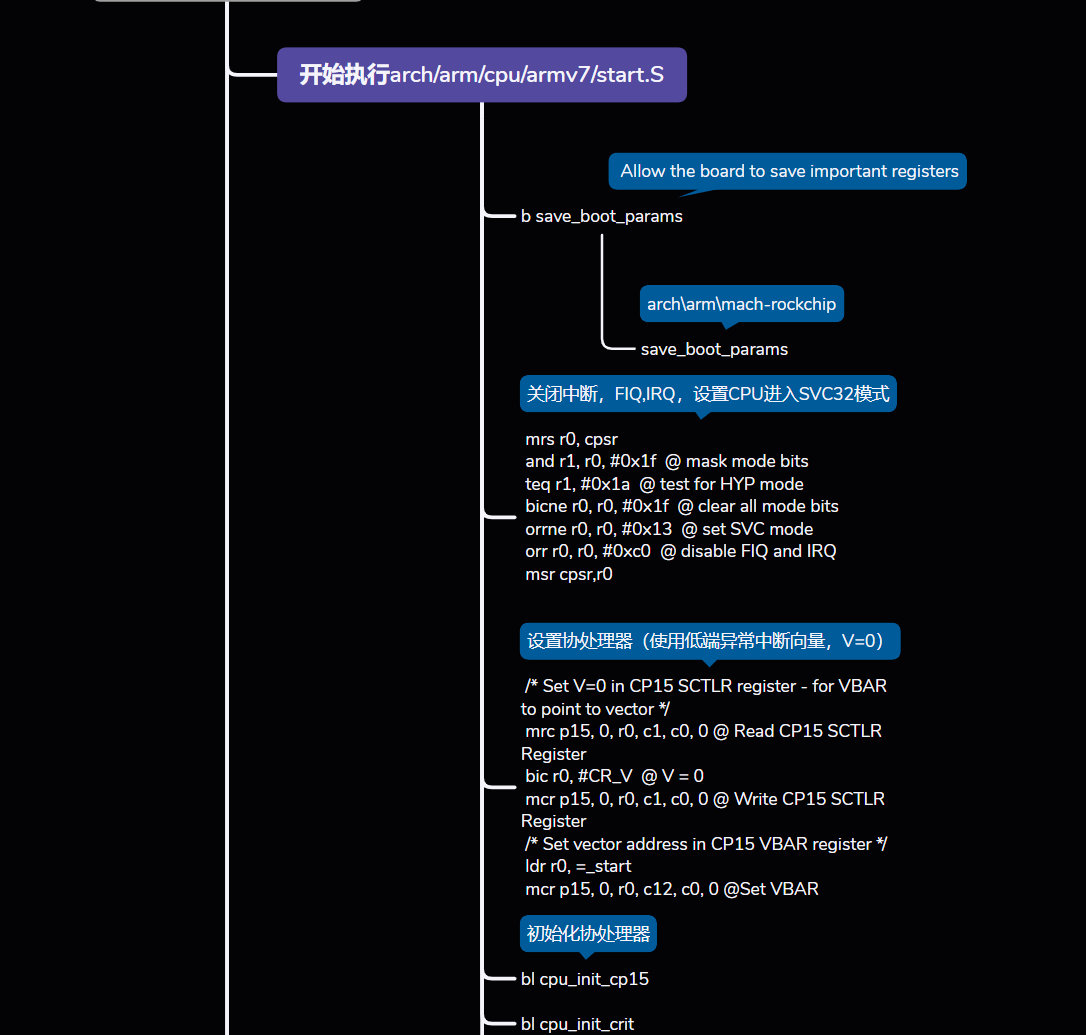 开始执行arch/arm/cpu/armv7/start.S
Allow the board to save important registers
b save_boot_params
arch\arm\mach-rockchip
save_boot_params
关闭中断，FIQ,IRQ，设置CPU进入SVC32模式
mrs r0, cpsr
and r1, r0, #0x1f  @ mask mode bits
teq r1, #0x1a  @ test for HYP mode
bicne r0, r0, #0x1f  @ clear all mode bits
orrne r0, r0, #0x13  @ set SVC mode
orr r0, r0, #0xc0  @ disable FIQ and IRQ
msr cpsr,r0
设置协处理器（使用低端异常中断向量，V=0）
/* Set V=0 in CP15 SCTLR register - for VBAR
to point to vector */
mrc p15, 0, r0, c1, c0, 0 @ Read CP15 SCTLR
Register
bic r0, #CR_V  @ V = 0
mcr p15, 0, r0, c1, c0, 0 @ Write CP15 SCTLR
Register
/* Set vector address in CP15 VBAR register */
ldr r0, =_start
mcr p15, 0, r0, c12, c0, 0 @Set VBAR
初始化协处理器
bl cpu_init_cp15
bl cpu_init_crit